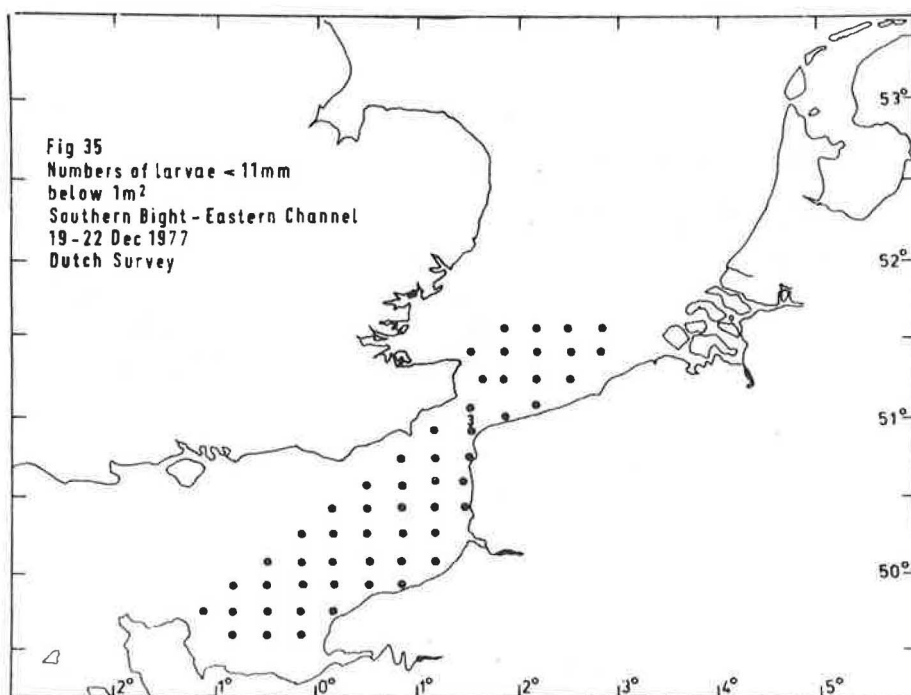 Fig 35
Numbers of larvae < 11mm
below 1m²
Southern Bight - Eastern Channel
19-22 Dec 1977
Dutch Survey
53°
52°
51°
50°
3
2° 1° 0° 1° 2° 3° 4° 5°